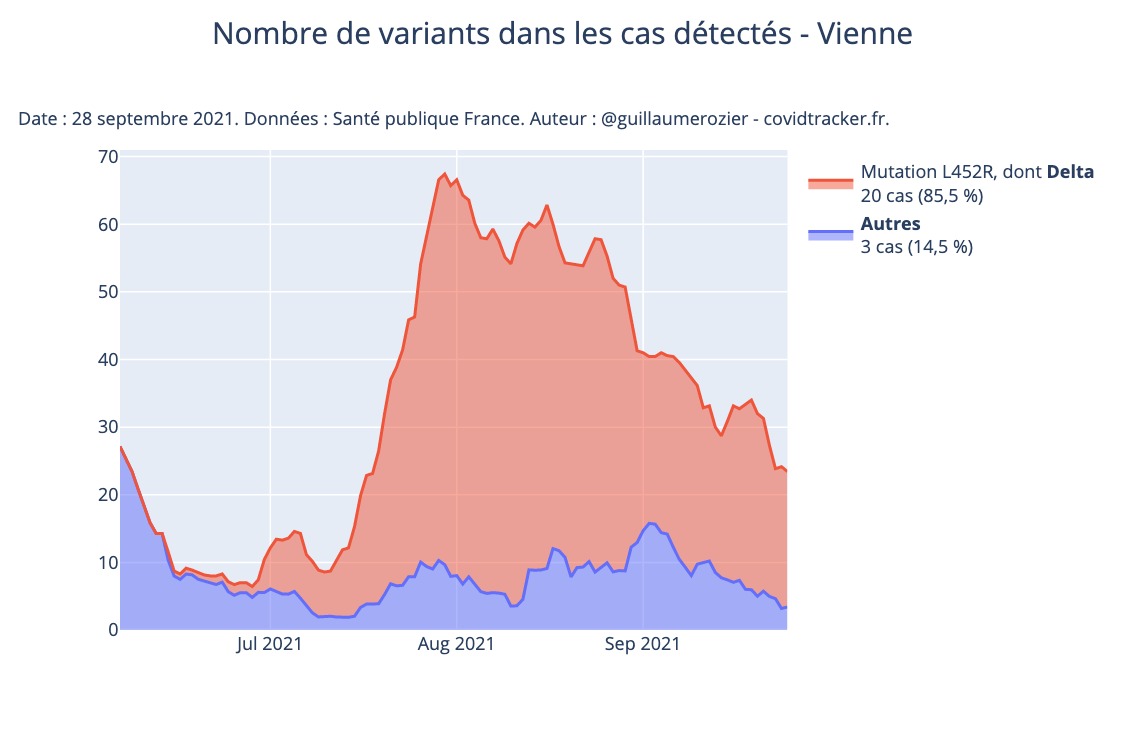 Nombre de variants dans les cas détectés - Vienne
Date : 28 septembre 2021. Données : Santé publique France. Auteur : @guillaumerozier - covidtracker.fr.
70
60
50
40
30
20
10
0
Jul 2021
Aug 2021
Sep 2021
Mutation L452R, dont Delta
20 cas (85,5 %)
Autres
3 cas (14,5 %)